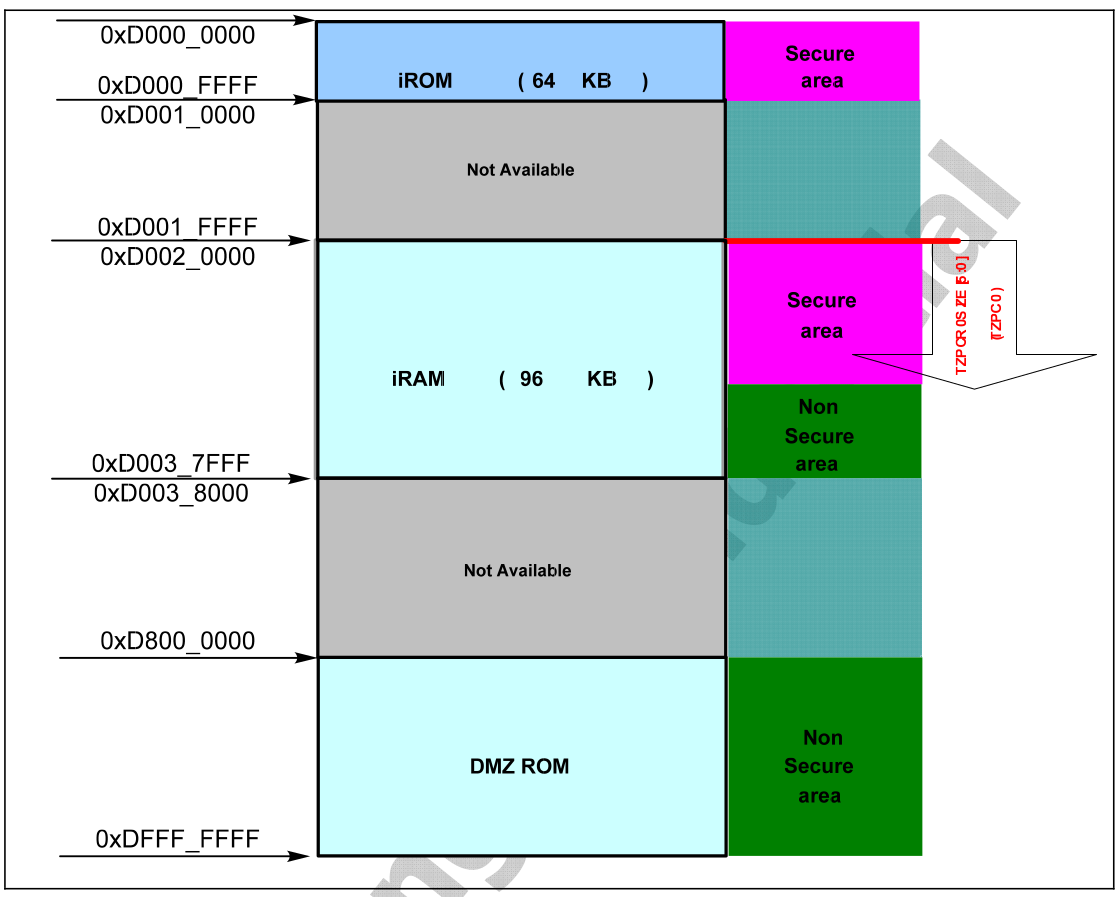 0xD000_0000
iROM ( 64 KB )
Secure
area
0xD000_FFFF
0xD001_0000
Not Available
0xD001_FFFF
0xD002_0000
Secure
area
TZPCR0SIZE [5:0]
(TZPC0)
iRAM ( 96 KB )
Non
Secure
area
0xD003_7FFF
0xD003_8000
Not Available
0xD800_0000
DMZ ROM
Non
Secure
area
0xDFFF_FFFF